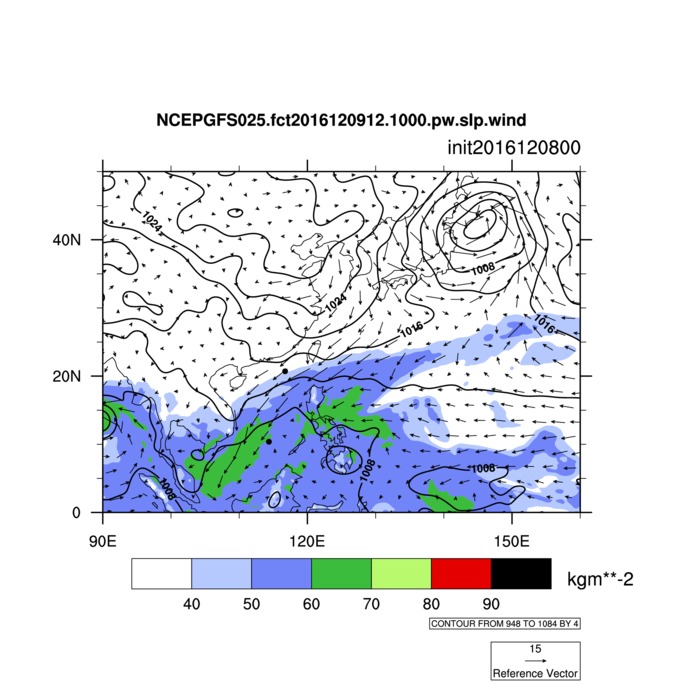 NCEPGFS025.fct2016120912.1000.pw.slp.wind
init2016120800
1024
40N
1008
1024
1016
1016
20N
1008
1008
1008
0
90E 120E 150E
kgm**-2
40 50 60 70 80 90
CONTOUR FROM 948 TO 1084 BY 4
15
Reference Vector